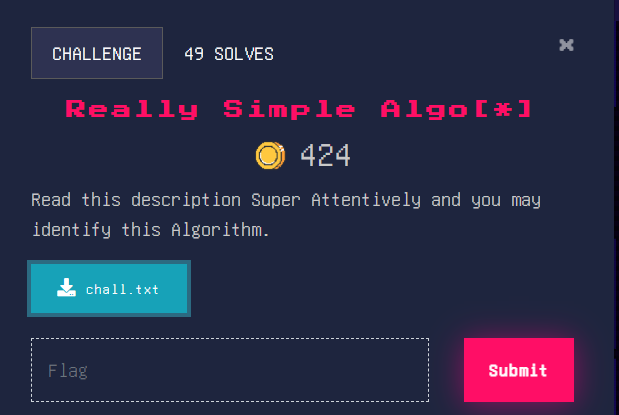 CHALLENGE 49 SOLVES
Really Simple Algo[*]
424
Read this description Super Attentively and you may
identify this Algorithm.
chall.txt
Flag Submit